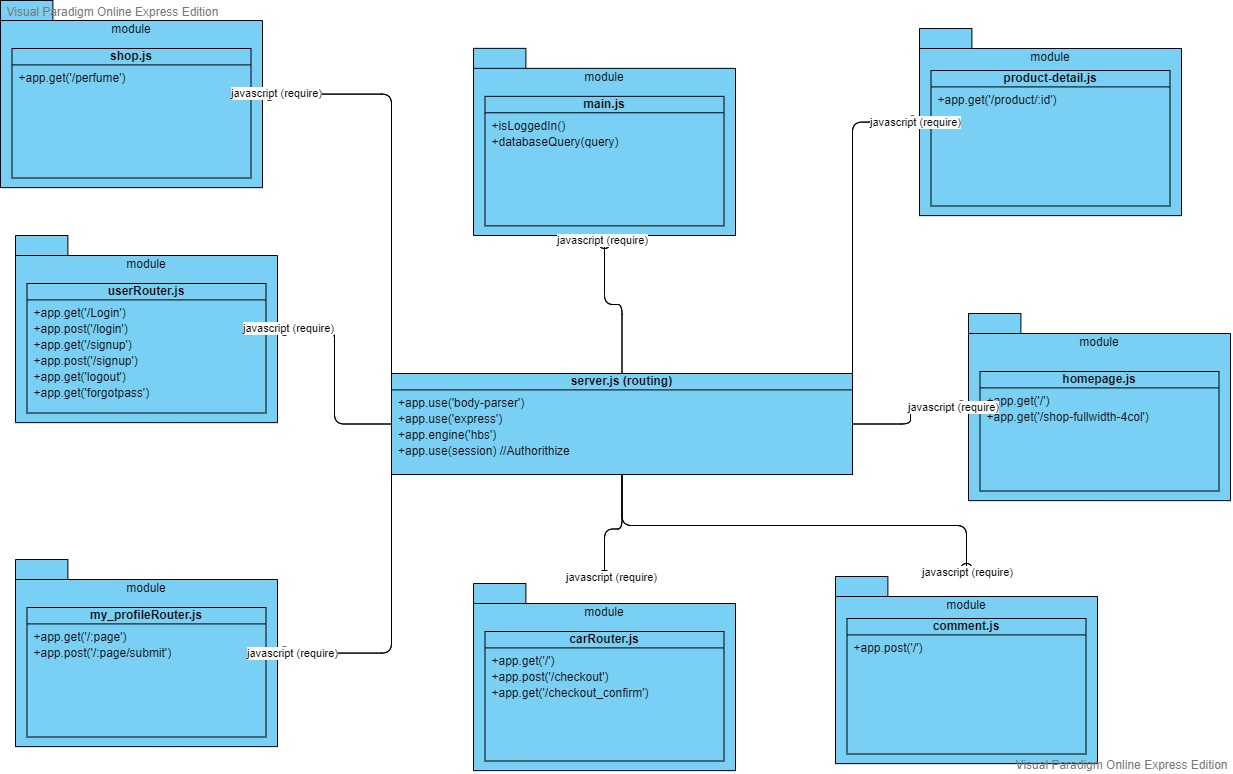 Visual Paradigm Online Express Edition
module
shop.js
+app.get('/perfume')
javascript (require)
module
main.js
+isLoggedIn()
+databaseQuery(query)
javascript (require)
module
product-detail.js
+app.get('/product/:id')
javascript (require)
module
userRouter.js
+app.get('/Login')
+app.post('/login')
+app.get('/signup')
+app.post('/signup')
+app.get('logout')
+app.get('forgotpass')
javascript (require)
server.js (routing)
+app.use('body-parser')
+app.use('express')
+app.engine('hbs')
+app.use(session) //Authorithize
module
homepage.js
+app.get('/')
+app.get('/shop-fullwidth-4col')
javascript (require)
module
my_profileRouter.js
+app.get('/:page')
+app.post('/:page/submit')
javascript (require)
javascript (require)
module
carRouter.js
+app.get('/')
+app.post('/checkout')
+app.get('/checkout_confirm')
javascript (require)
module
comment.js
+app.post('/')
Visual Paradigm Online Express Edition